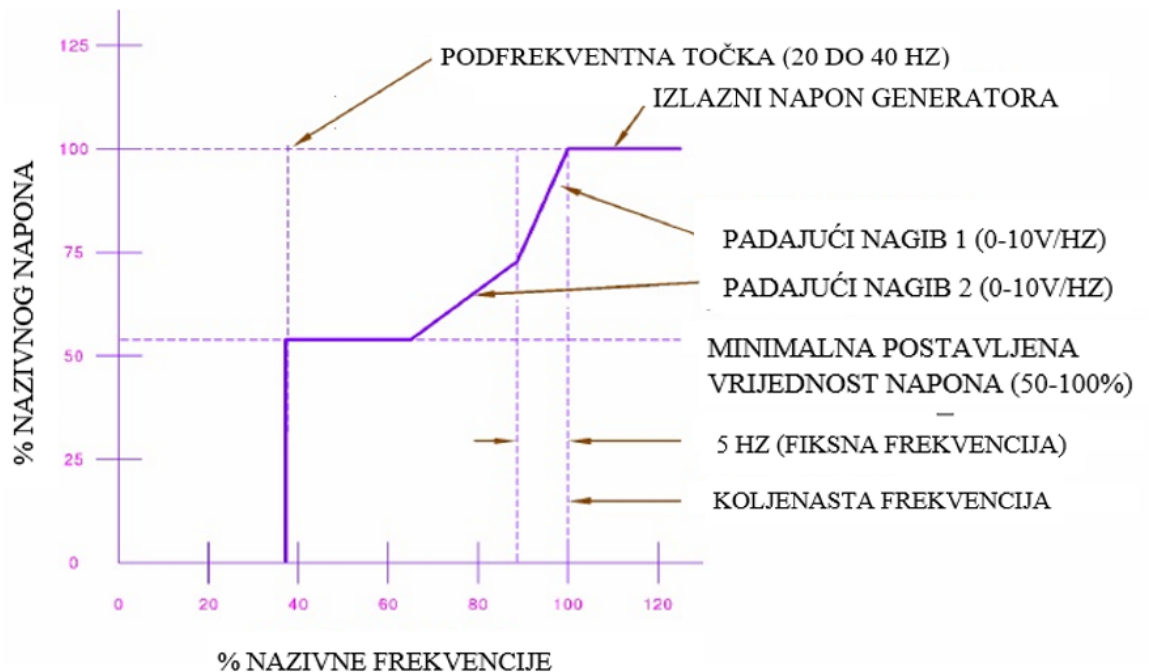 125
PODFREKVENTNA TOČKA (20 DO 40 HZ)
IZLAZNI NAPON GENERATORA
100
PADAJUĆI NAGIB 1 (0-10V/HZ)
75
PADAJUĆI NAGIB 2 (0-10V/HZ)
50
MINIMALNA POSTAVLJENA
VRIJEDNOST NAPONA (50-100%)
25
5 HZ (FIKSNA FREKVENCIJA)
KOLJENASTA FREKVENCIJA
0
% NAZIVNOG NAPONA
0 20 40 60 80 100 120
% NAZIVNE FREKVENCIJE